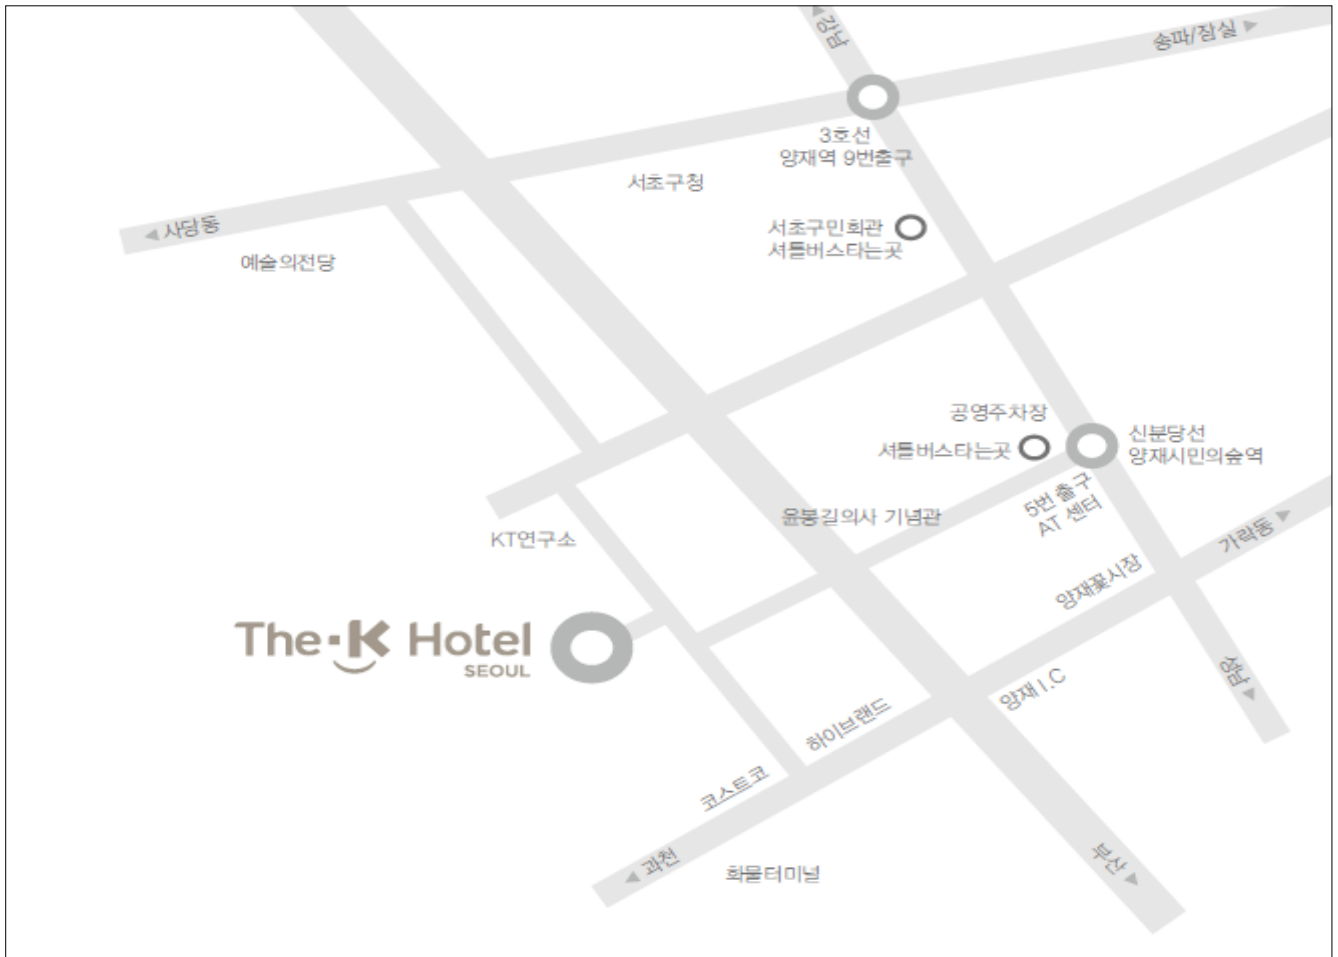 강남
송파/잠실
3호선
양재역 9번출구
서초구청
사당동
서초구민회관
셔틀버스타는곳
예술의전당
공영주차장
셔틀버스타는곳
신분당선
양재시민의숲역
5번 출구
AT 센터
윤봉길의사 기념관
KT연구소
가락동
양재꽃시장
The-K Hotel
SEOUL
성남
양재 I.C
하이브랜드
코스트코
과천
화물터미널
부산